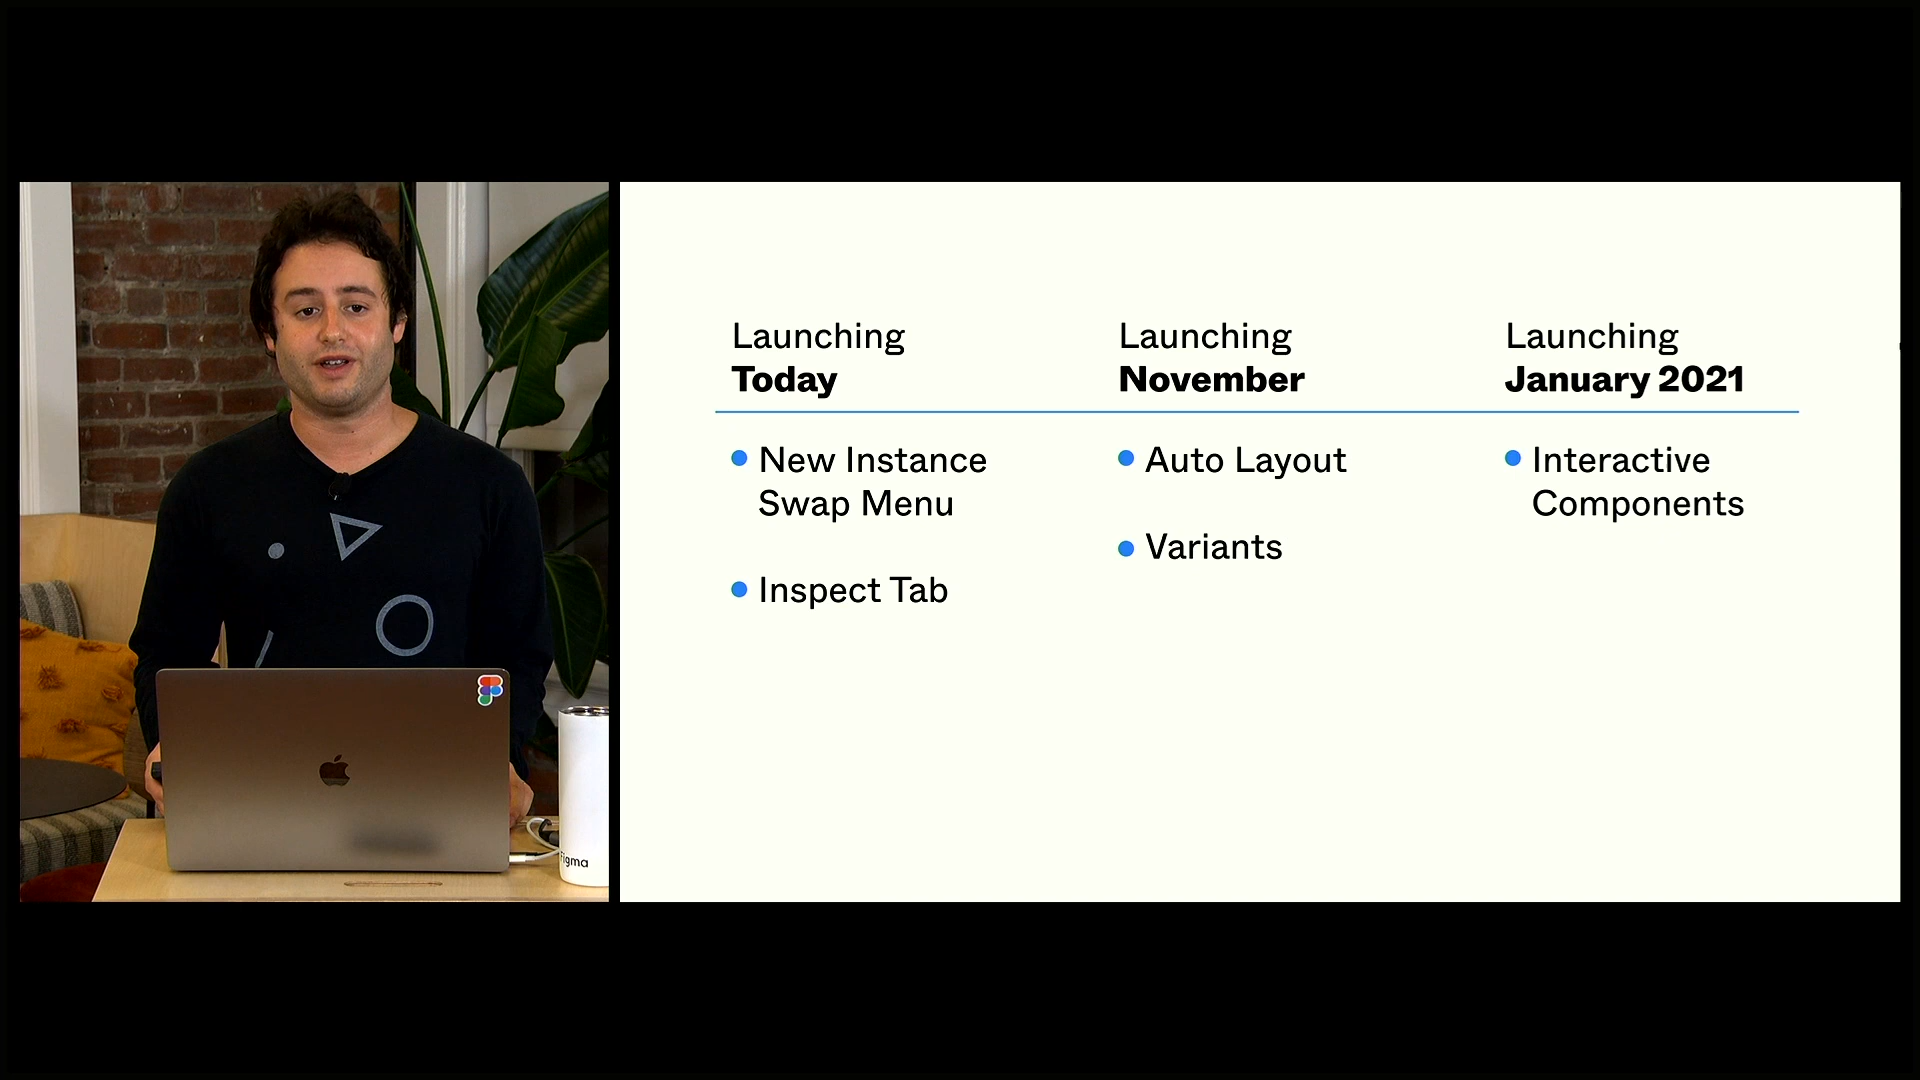 Launching
Today
New Instance
Swap Menu
Inspect Tab
Launching
November
Auto Layout
Variants
Launching
January 2021
Interactive
Components
Figma